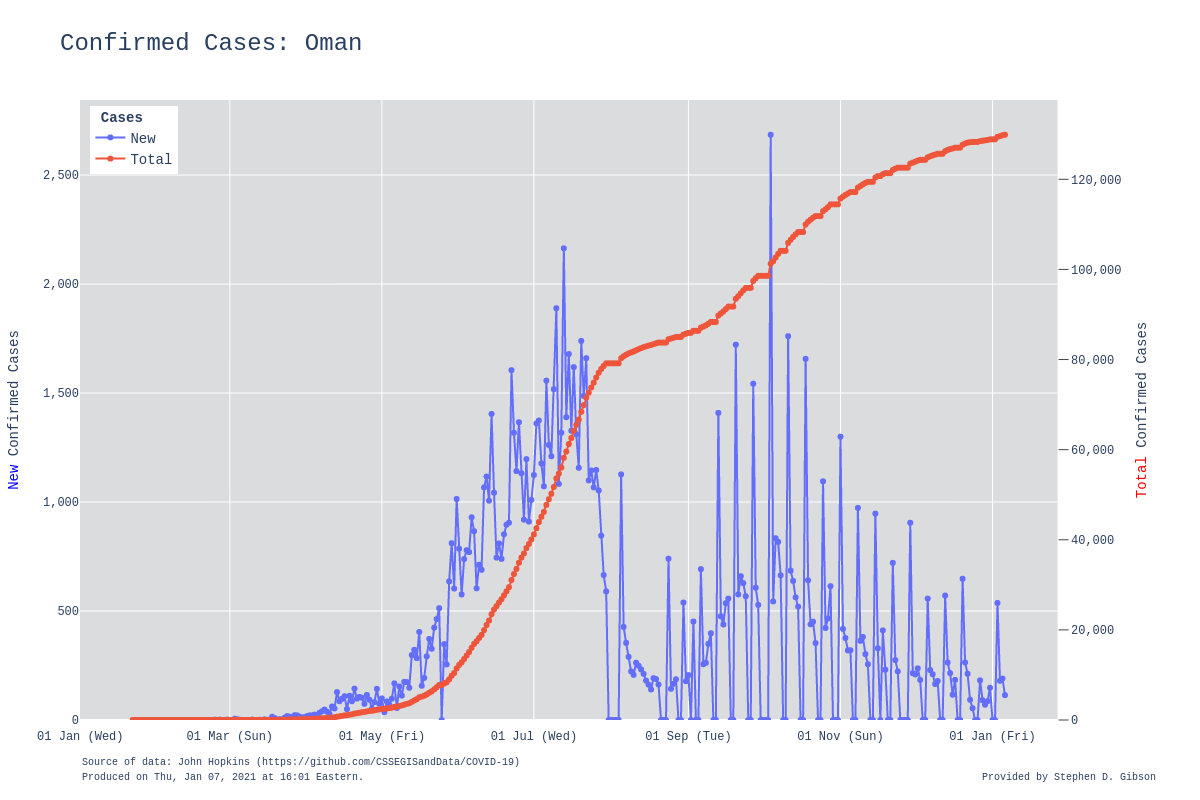 Confirmed Cases: Oman
Cases
New
Total
2,500
2,000
1,500
1,000
500
0
120,000
100,000
80,000
60,000
40,000
20,000
0
New Confirmed Cases
Total Confirmed Cases
01 Jan (Wed)
01 Mar (Sun)
01 May (Fri)
01 Jul (Wed)
01 Sep (Tue)
01 Nov (Sun)
01 Jan (Fri)
Source of data: John Hopkins (https://github.com/CSSEGISandData/COVID-19)
Produced on Thu, Jan 07, 2021 at 16:01 Eastern.
Provided by Stephen D. Gibson